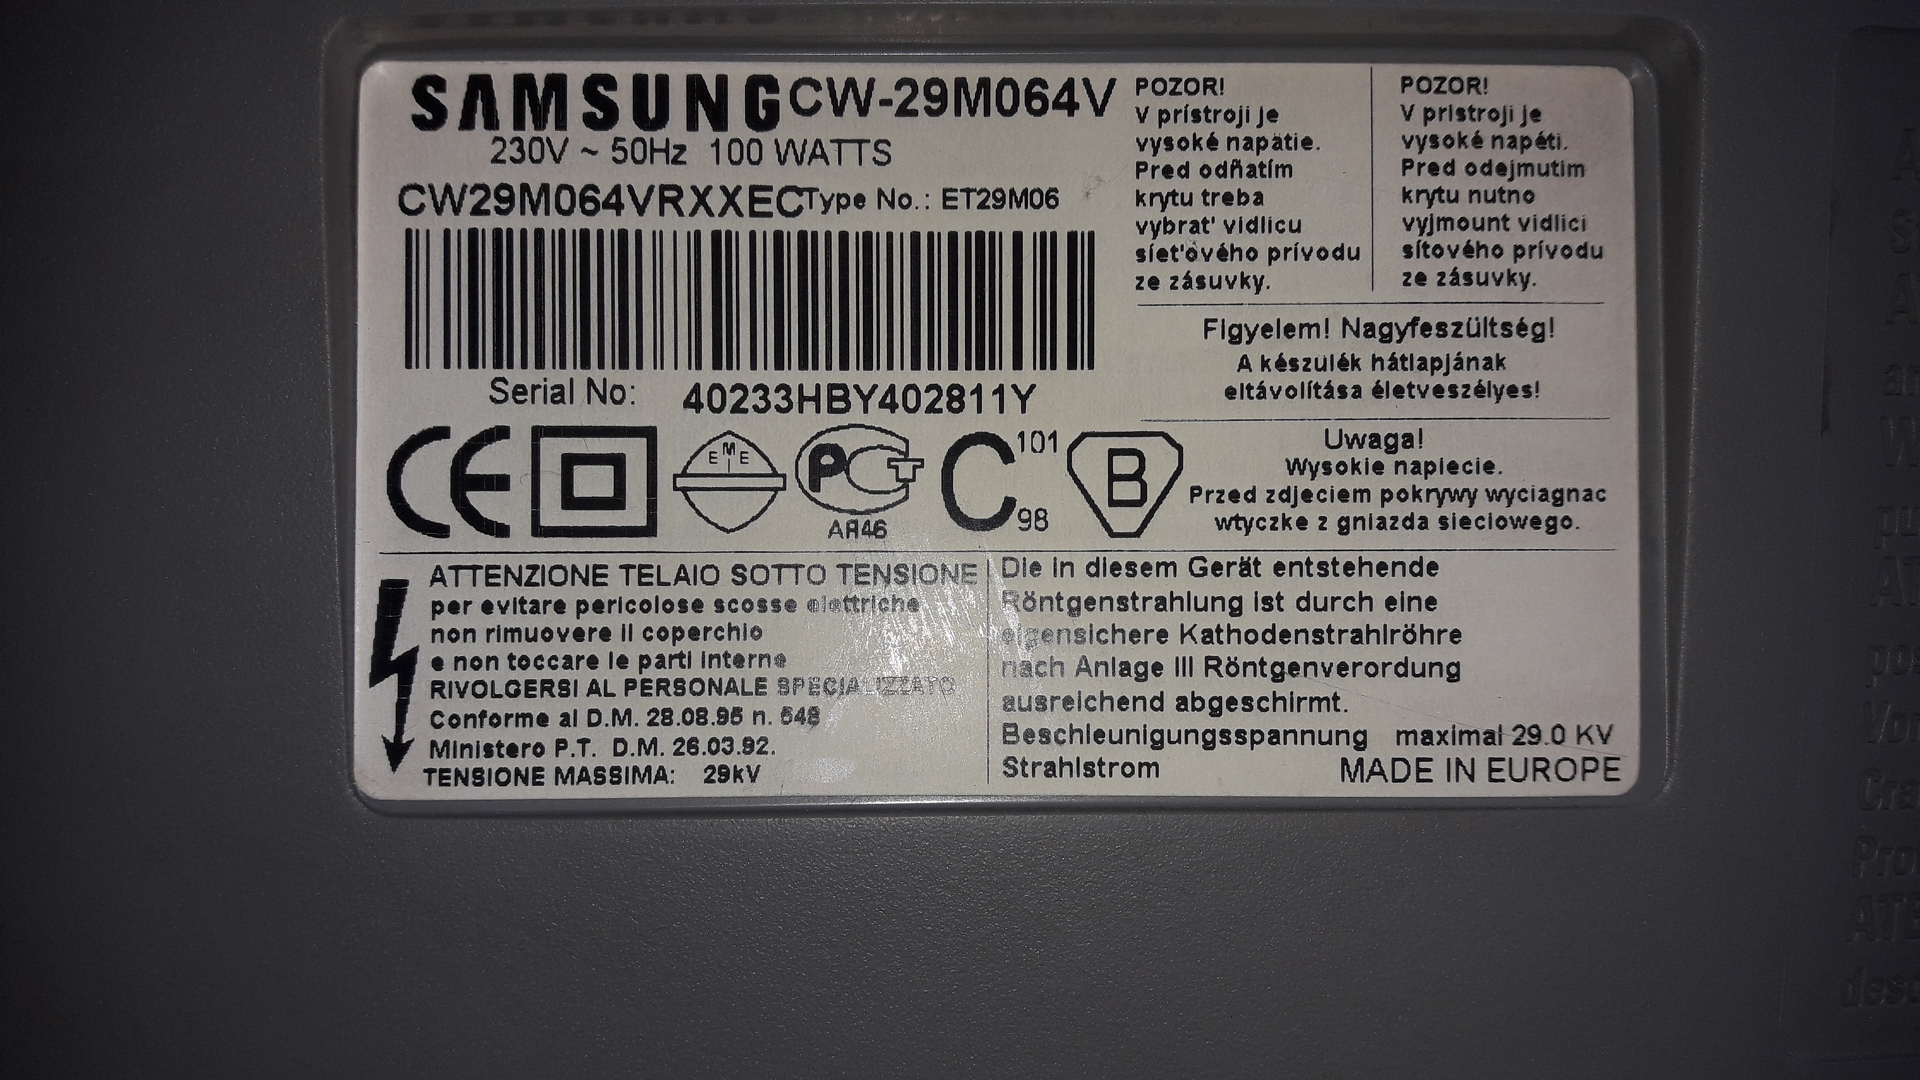 SAMSUNG CW-29M064V
230V ~ 50Hz 100 WATTS
CW29M064VRXXEC Type No.: ET29M06
Serial No: 40233HBY402811Y
CE
E M E
PCT
AR46
C 101 98
B
POZOR!
V prístroji je
vysoké napätie.
Pred odňatím
krytu treba
vybrat' vidlicu
siet'ového prívodu
ze zásuvky.
POZOR!
V pristroji je
vysoké napéti.
Pred odejmutim
krytu nutno
vyjmount vidlici
sítového prívodu
ze zásuvky.
Figyelem! Nagyfeszültség!
A készülék hátlapjának
eltávolítása életveszélyes!
Uwaga!
Wysokie napiecie.
Przed zdjeciem pokrywy wyciagnac
wtyczke z gniazda sieciowego.
ATTENZIONE TELAIO SOTTO TENSIONE
per evitare pericolose scosse elettriche
non rimuovere il coperchio
e non toccare le parti interne
RIVOLGERSI AL PERSONALE SPECIALIZZATO
Conforme al D.M. 28.08.95 n. 548
Ministero P.T. D.M. 26.03.92.
TENSIONE MASSIMA: 29kV
Die in diesem Gerät entstehende
Röntgenstrahlung ist durch eine
eigensichere Kathodenstrahlröhre
nach Anlage III Röntgenverordung
ausreichend abgeschirmt.
Beschleunigungsspannung maximal 29.0 KV
Strahlstrom MADE IN EUROPE